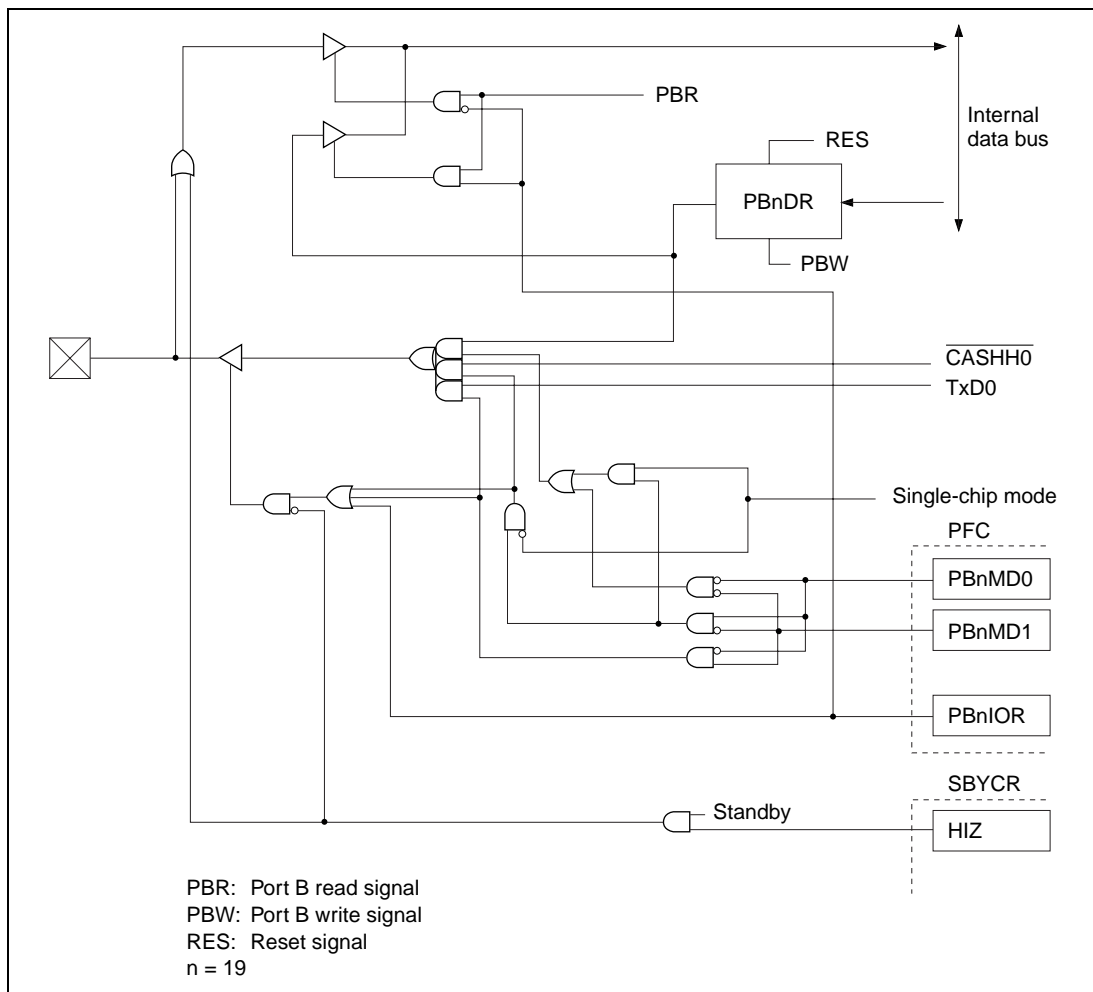 PBR
RES
Internal
data bus
PBnDR
PBW
CASHH0
TxD0
Single-chip mode
PFC
PBnMD0
PBnMD1
PBnIOR
SBYCR
Standby
HIZ
PBR: Port B read signal
PBW: Port B write signal
RES: Reset signal
n = 19